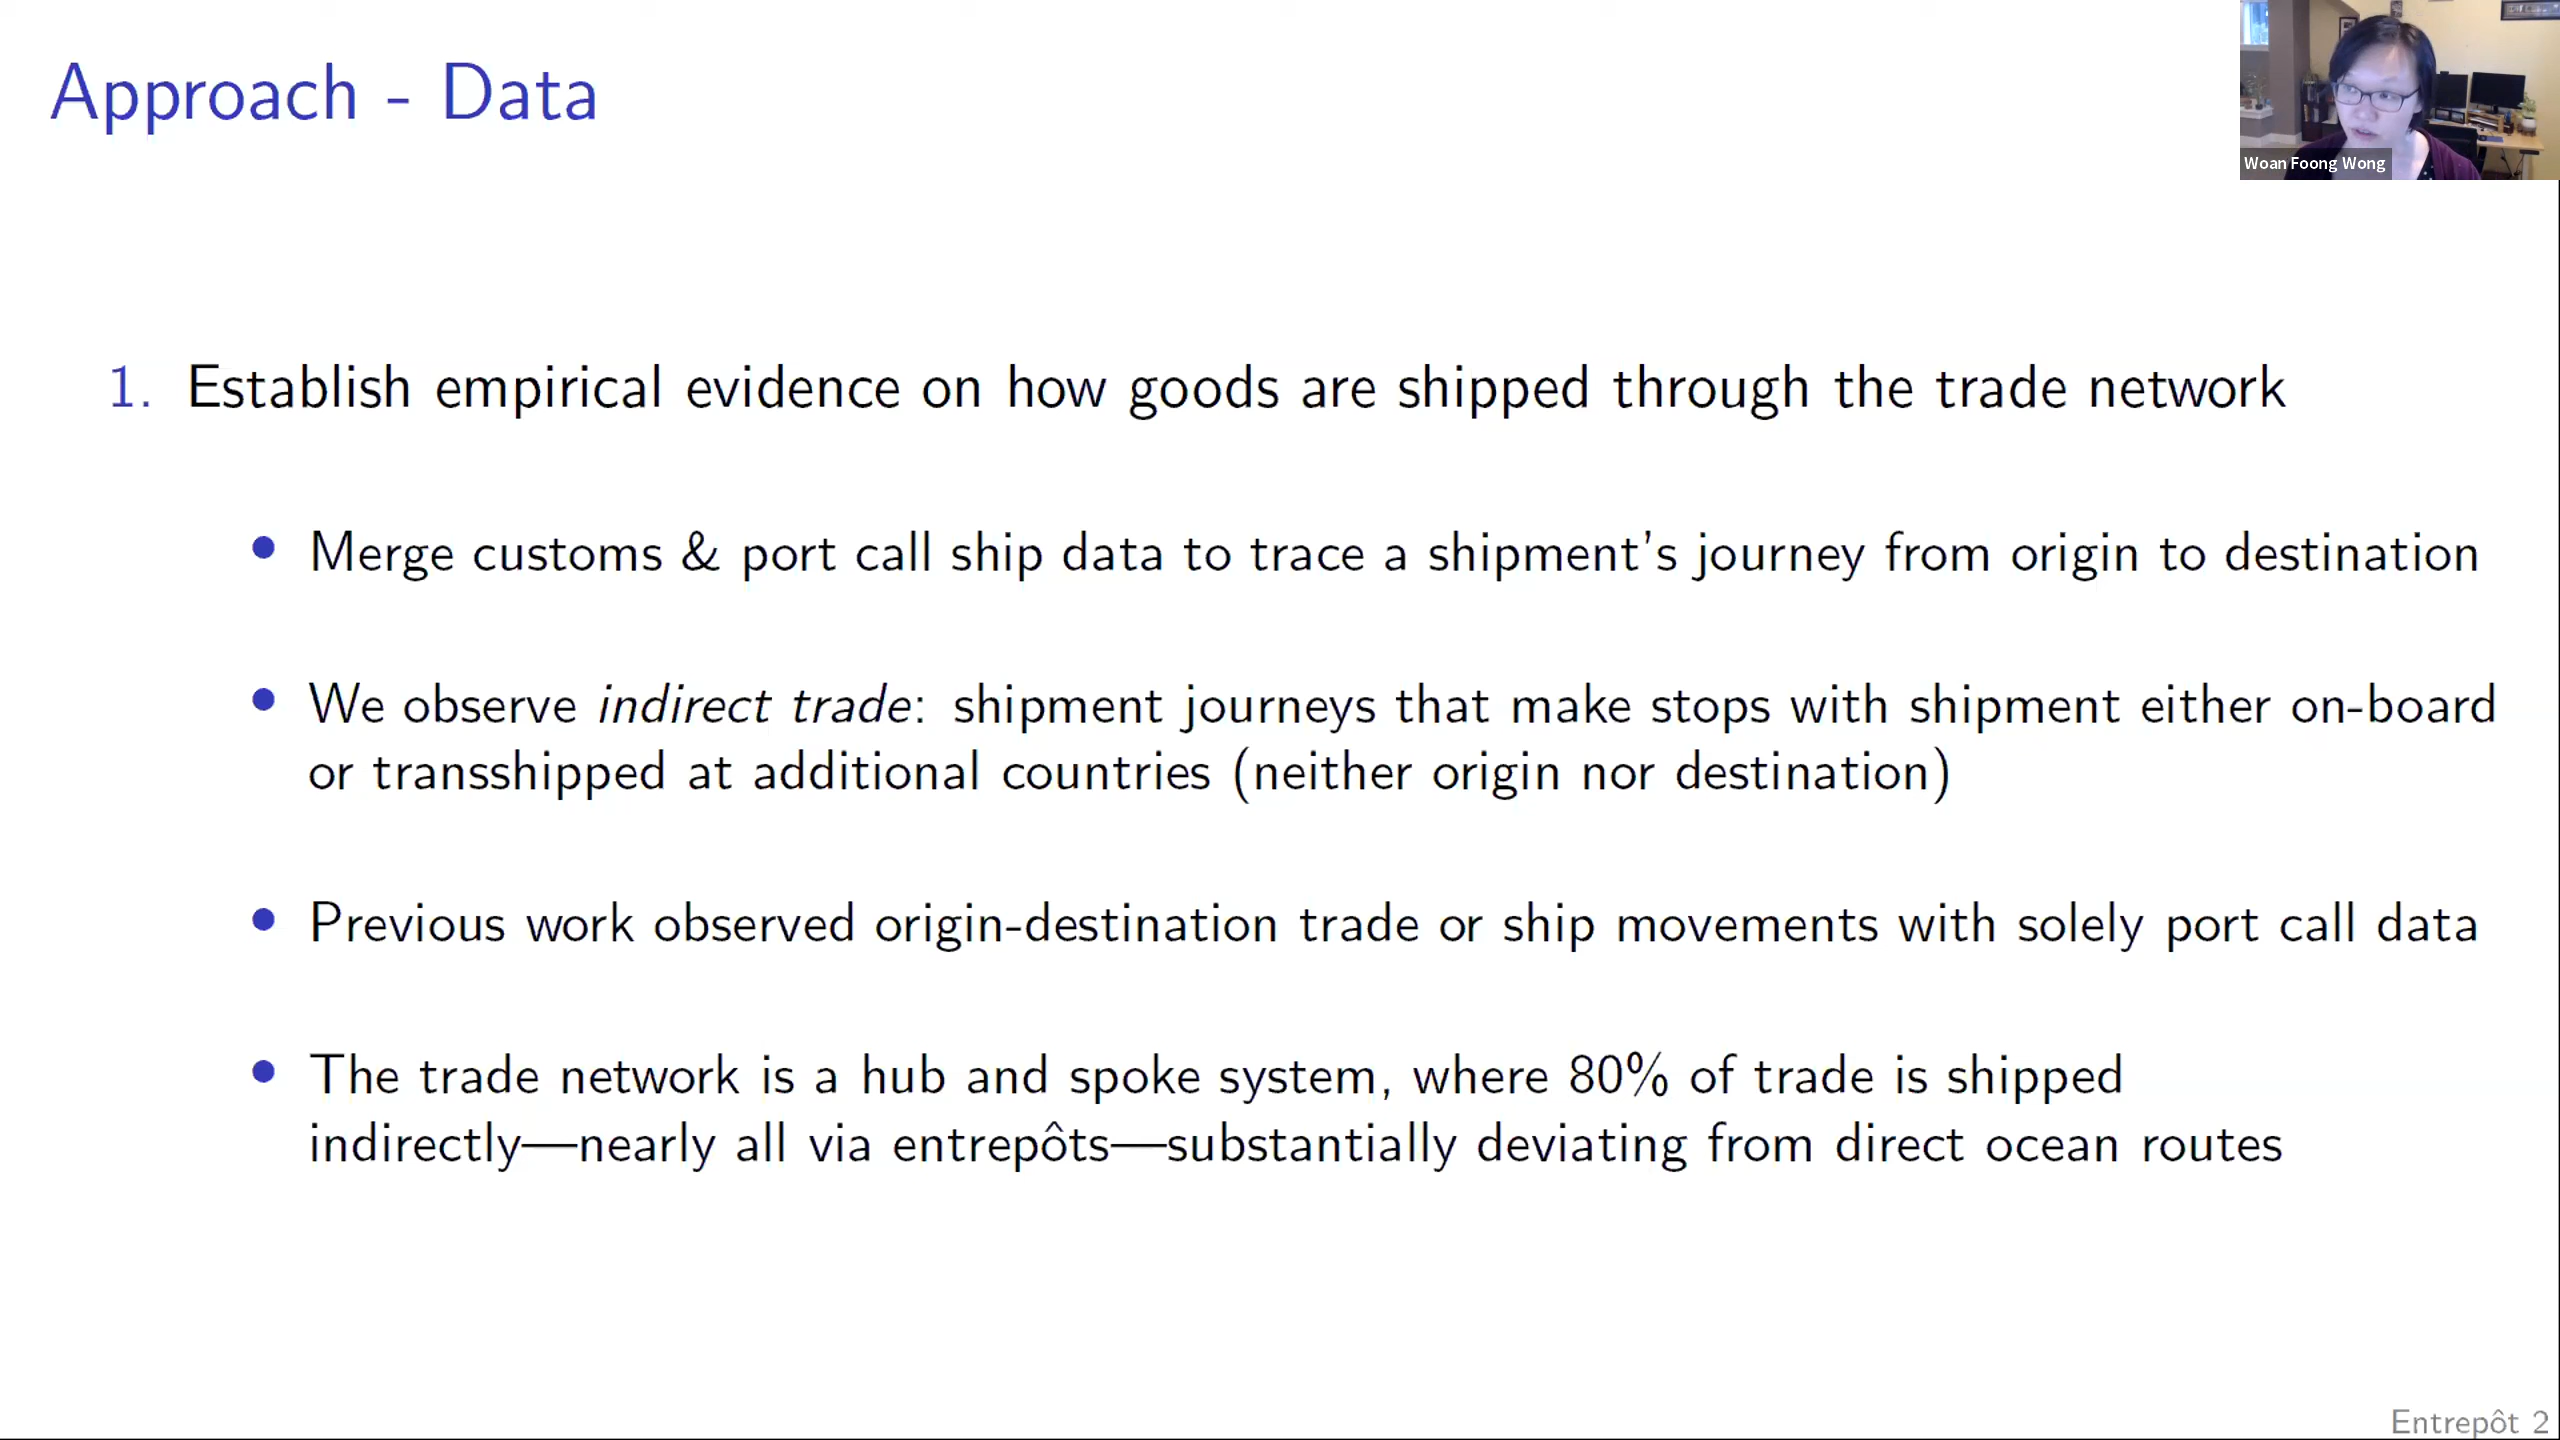 Approach - Data
Woan Foong Wong
1. Establish empirical evidence on how goods are shipped through the trade network
• Merge customs & port call ship data to trace a shipment's journey from origin to destination
• We observe indirect trade: shipment journeys that make stops with shipment either on-board
or transshipped at additional countries (neither origin nor destination)
• Previous work observed origin-destination trade or ship movements with solely port call data
• The trade network is a hub and spoke system, where 80% of trade is shipped
indirectly—nearly all via entrepôts—substantially deviating from direct ocean routes
Entrepôt 2